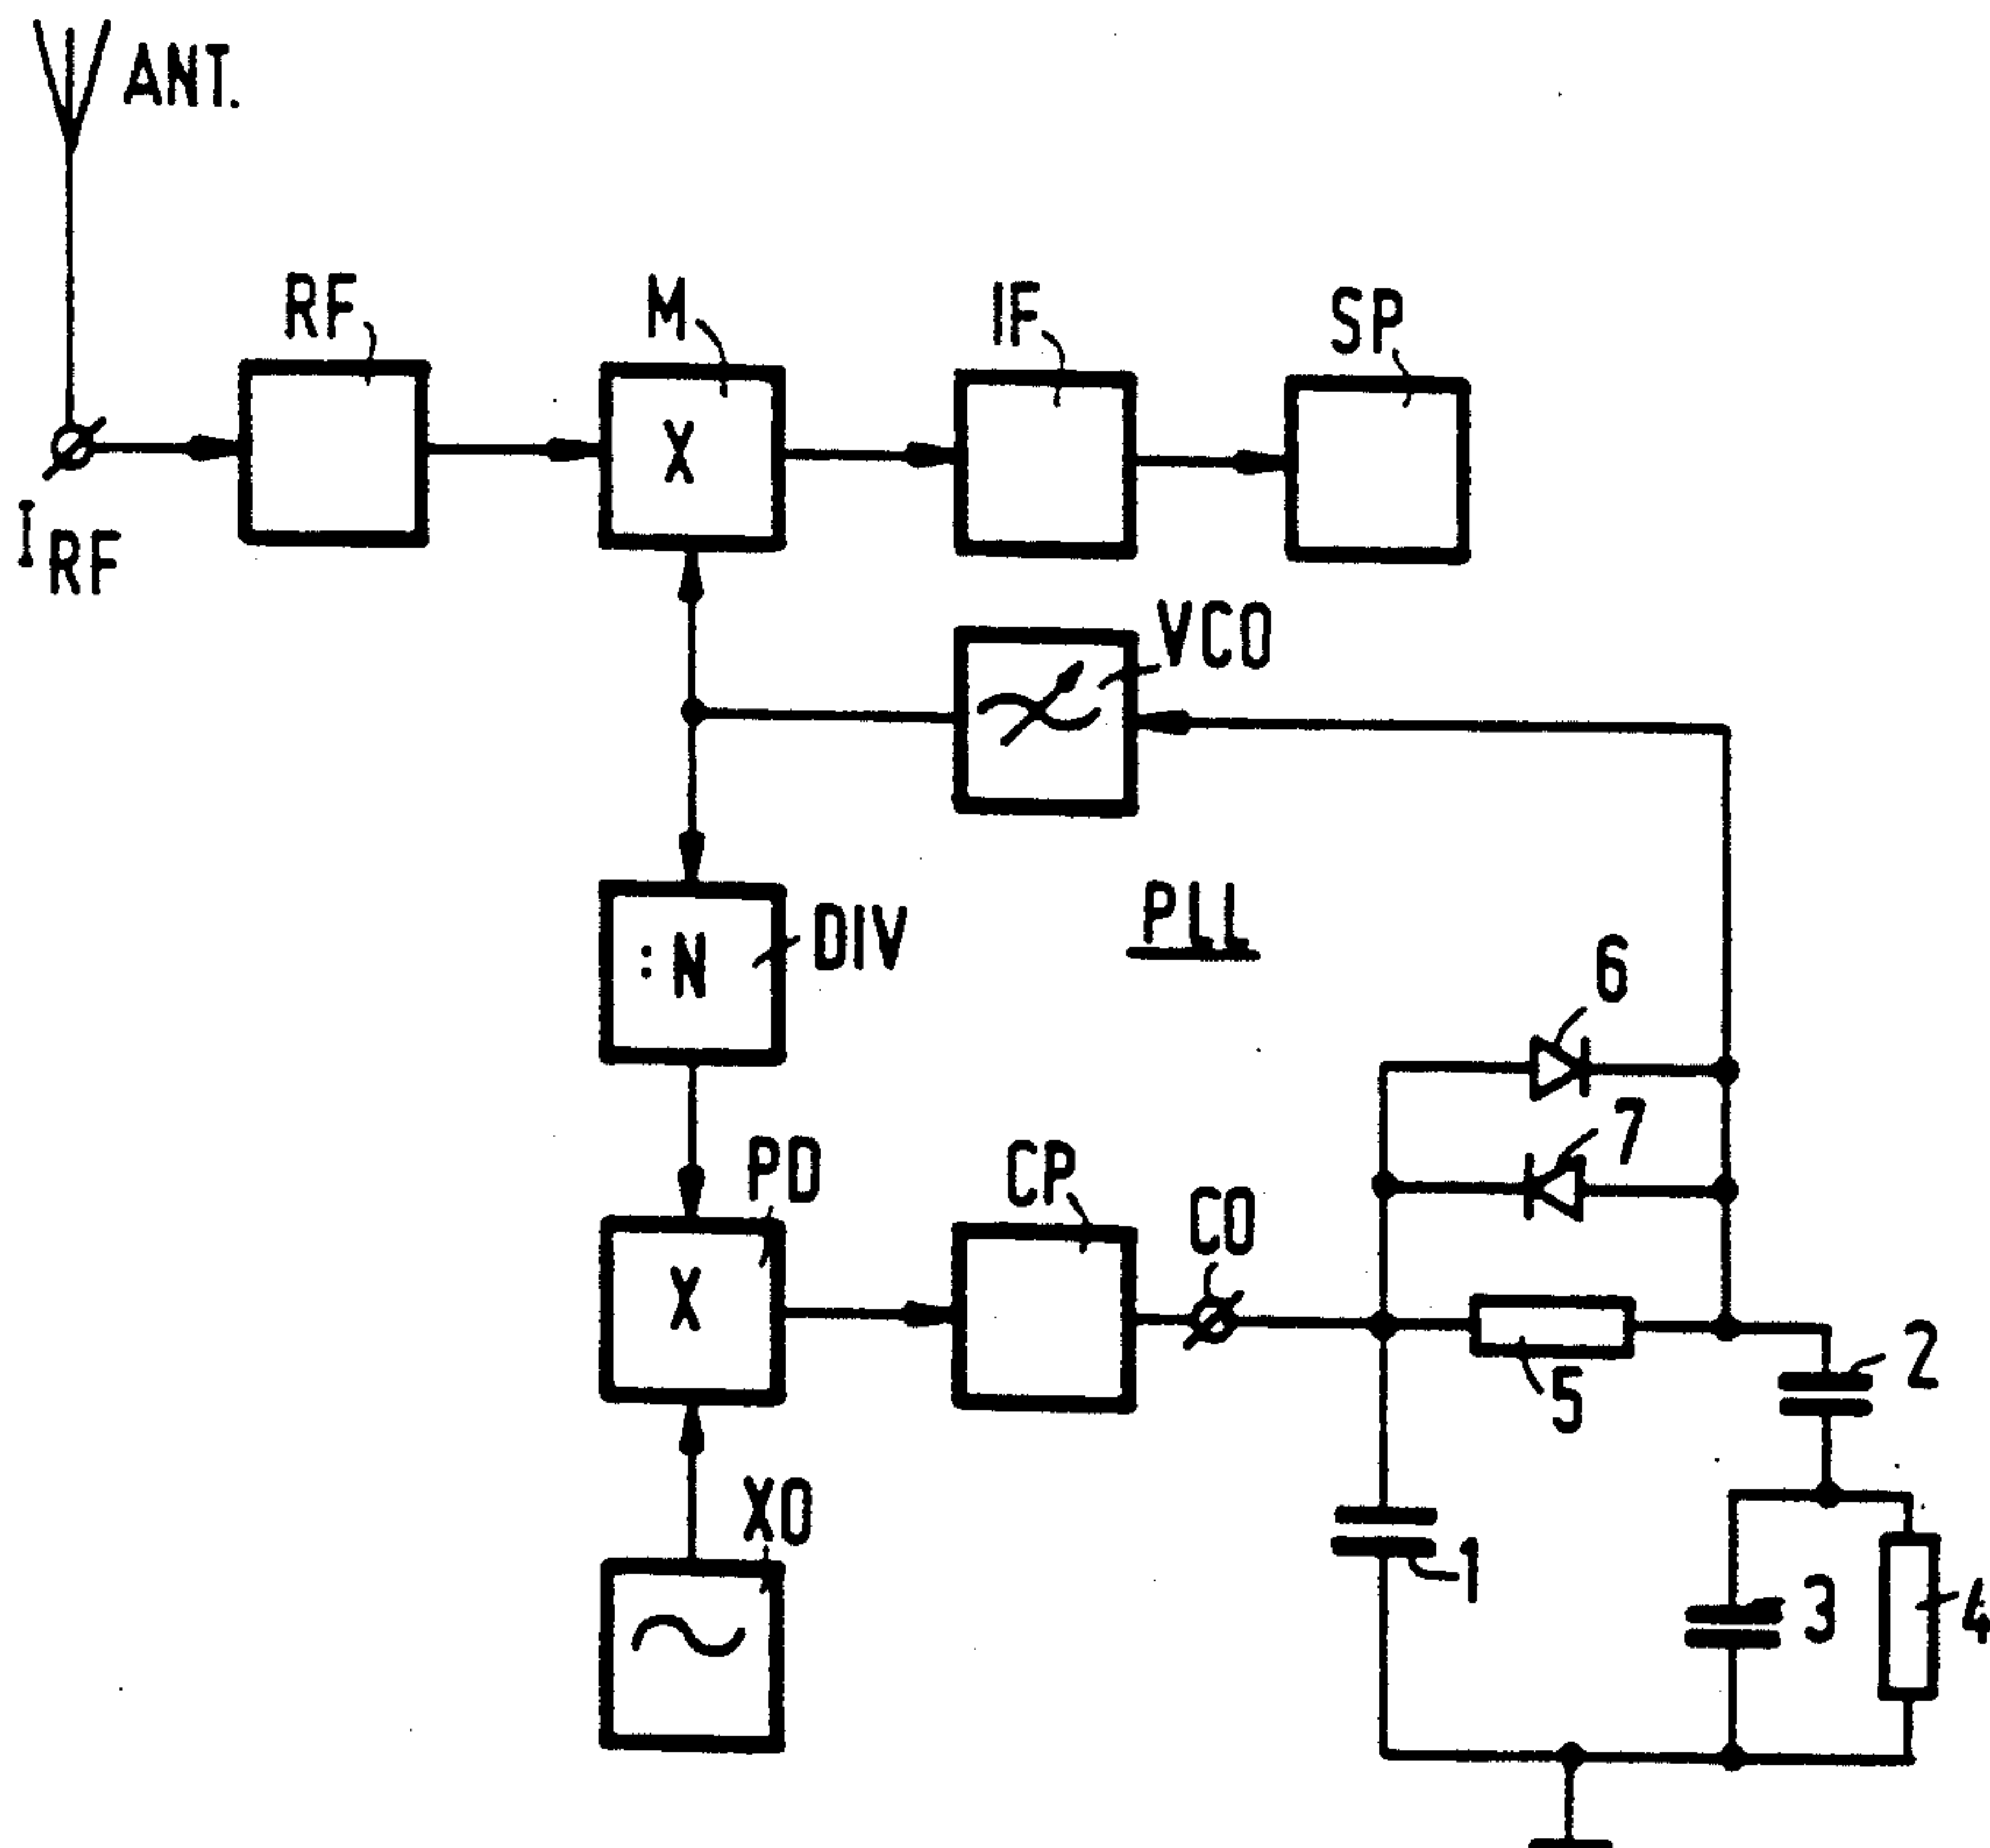 ANT.
RF
M
IF
SP
X
I RF
VCO
:N
DIV
PLL
6
7
PD
CP
CO
X
5
2
XO
1
3
4